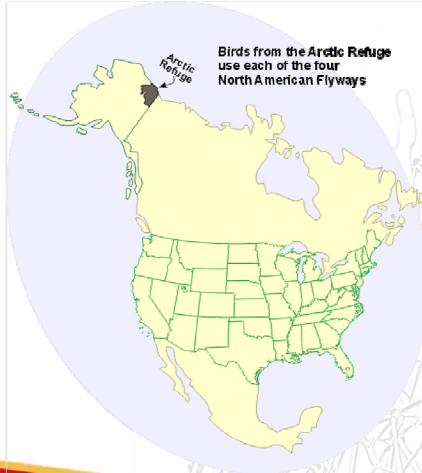 Birds from the Arctic Refuge
use each of the four
North American Flyways
Arctic
Refuge